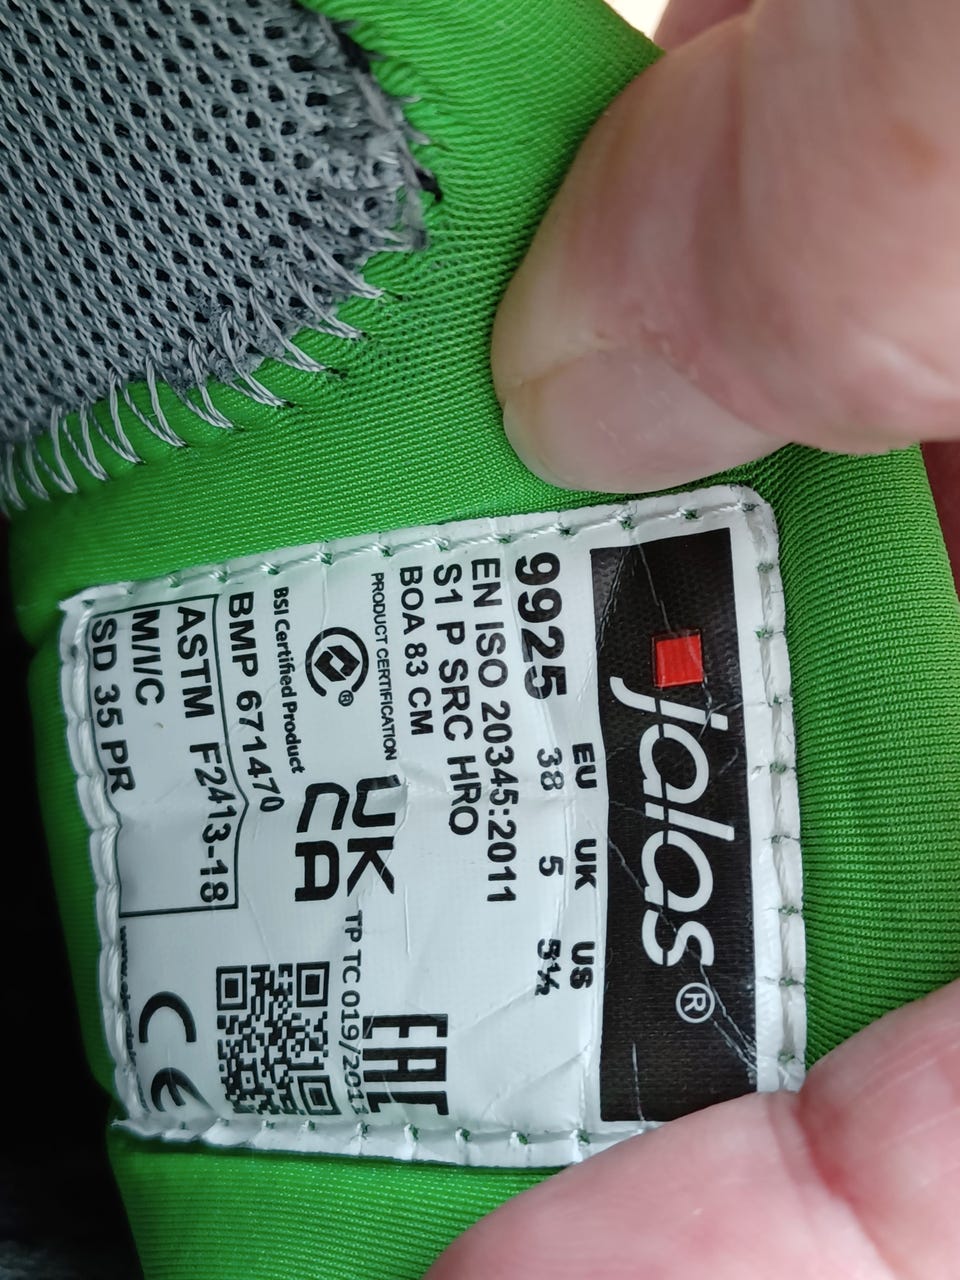 jalas®
EU UK US
9925 38 5 5½
EN ISO 20345:2011
S1 P SRC HRO
BOA 83 CM
PRODUCT CERTIFICATION
®
BSI Certified Product
UK
CA
EAC
TP TC 019/2011
BMP 671470
ASTM F2413-18
M/I/C
SD 35 PR
CE